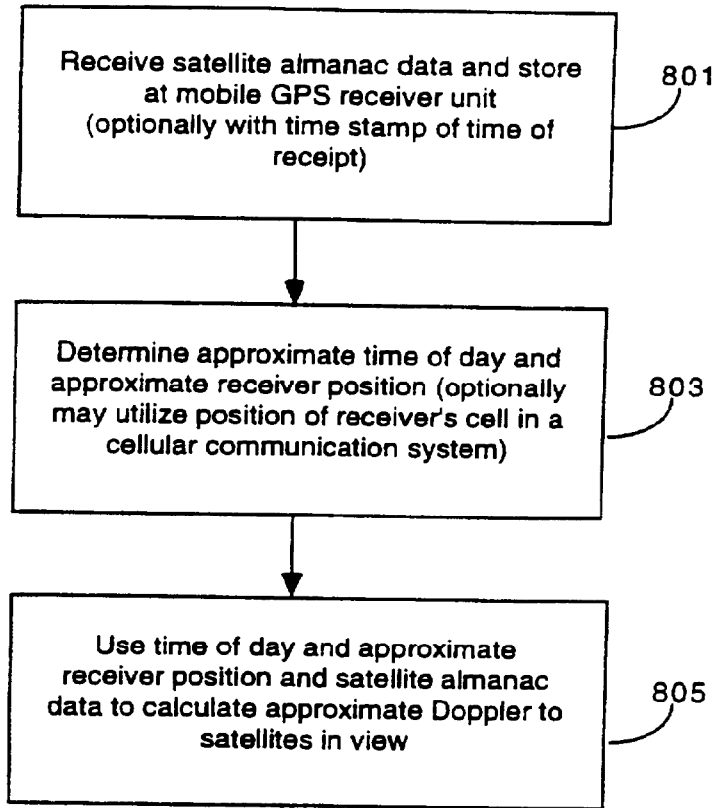 Receive satellite almanac data and store
at mobile GPS receiver unit
(optionally with time stamp of time of
receipt)
801
Determine approximate time of day and
approximate receiver position (optionally
may utilize position of receiver's cell in a
cellular communication system)
803
Use time of day and approximate
receiver position and satellite almanac
data to calculate approximate Doppler to
satellites in view
805